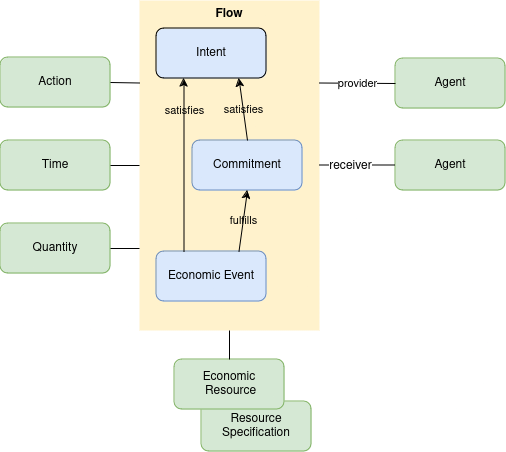 Flow
Intent
Action
provider
Agent
satisfies
satisfies
Time
Commitment
receiver
Agent
fulfills
Quantity
Economic Event
Economic
Resource
Resource
Specification